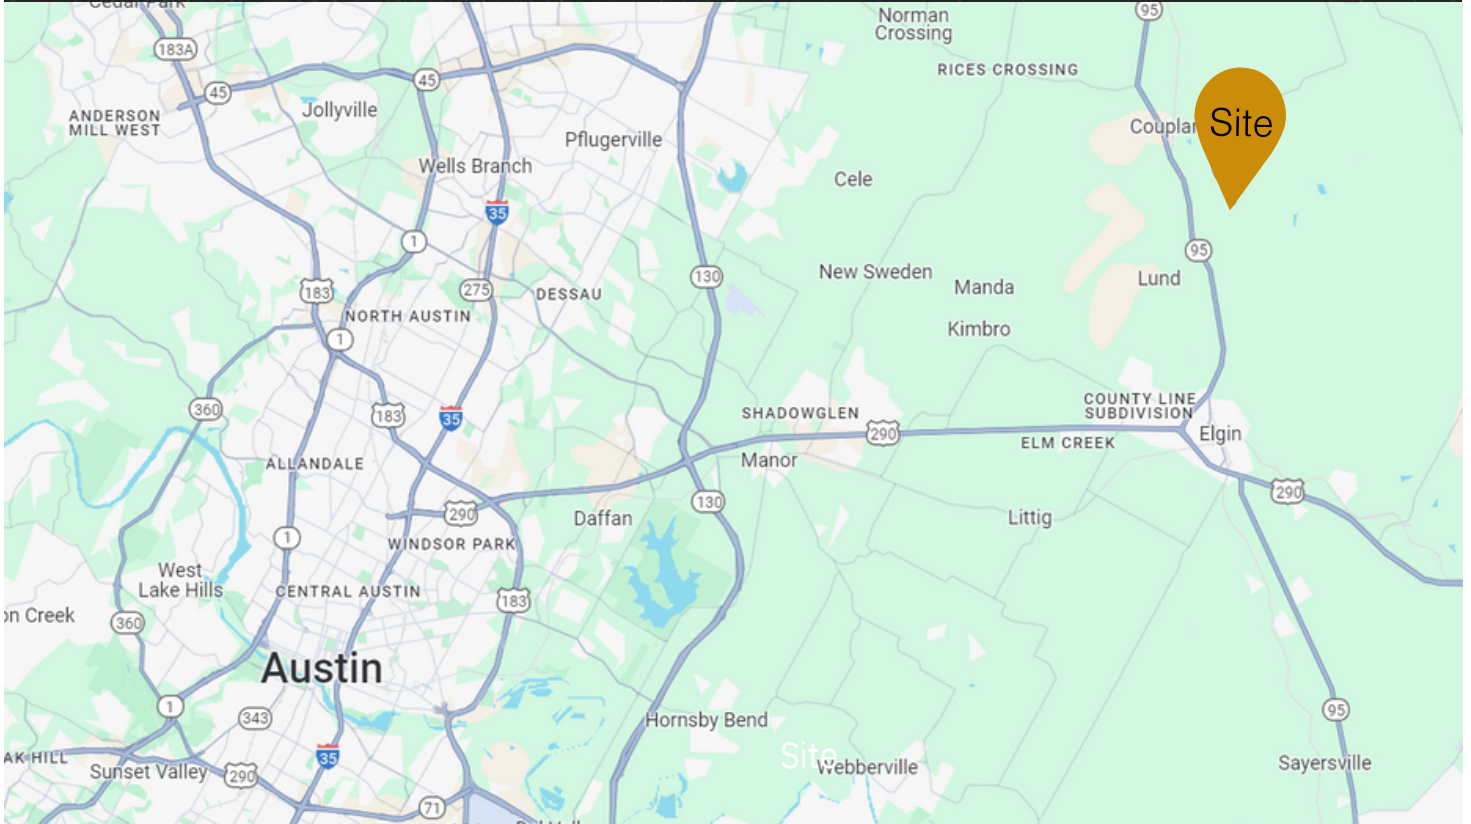 Cedar Park
95
Norman
Crossing
183A
45
45
RICES CROSSING
Jollyville
ANDERSON
MILL WEST
Site
Pflugerville
Wells Branch
Cele
35
1
95
130
New Sweden
Lund
183
275
DESSAU
Manda
NORTH AUSTIN
Kimbro
1
360
183
35
SHADOWGLEN
COUNTY LINE
SUBDIVISION
290
Elgin
ELM CREEK
ALLANDALE
Manor
290
130
290
Daffan
Littig
1
WINDSOR PARK
West
Lake Hills
CENTRAL AUSTIN
183
on Creek
360
Austin
1
343
Hornsby Bend
95
AK HILL
35
Site
Webberville
Sunset Valley
290
Sayersville
71